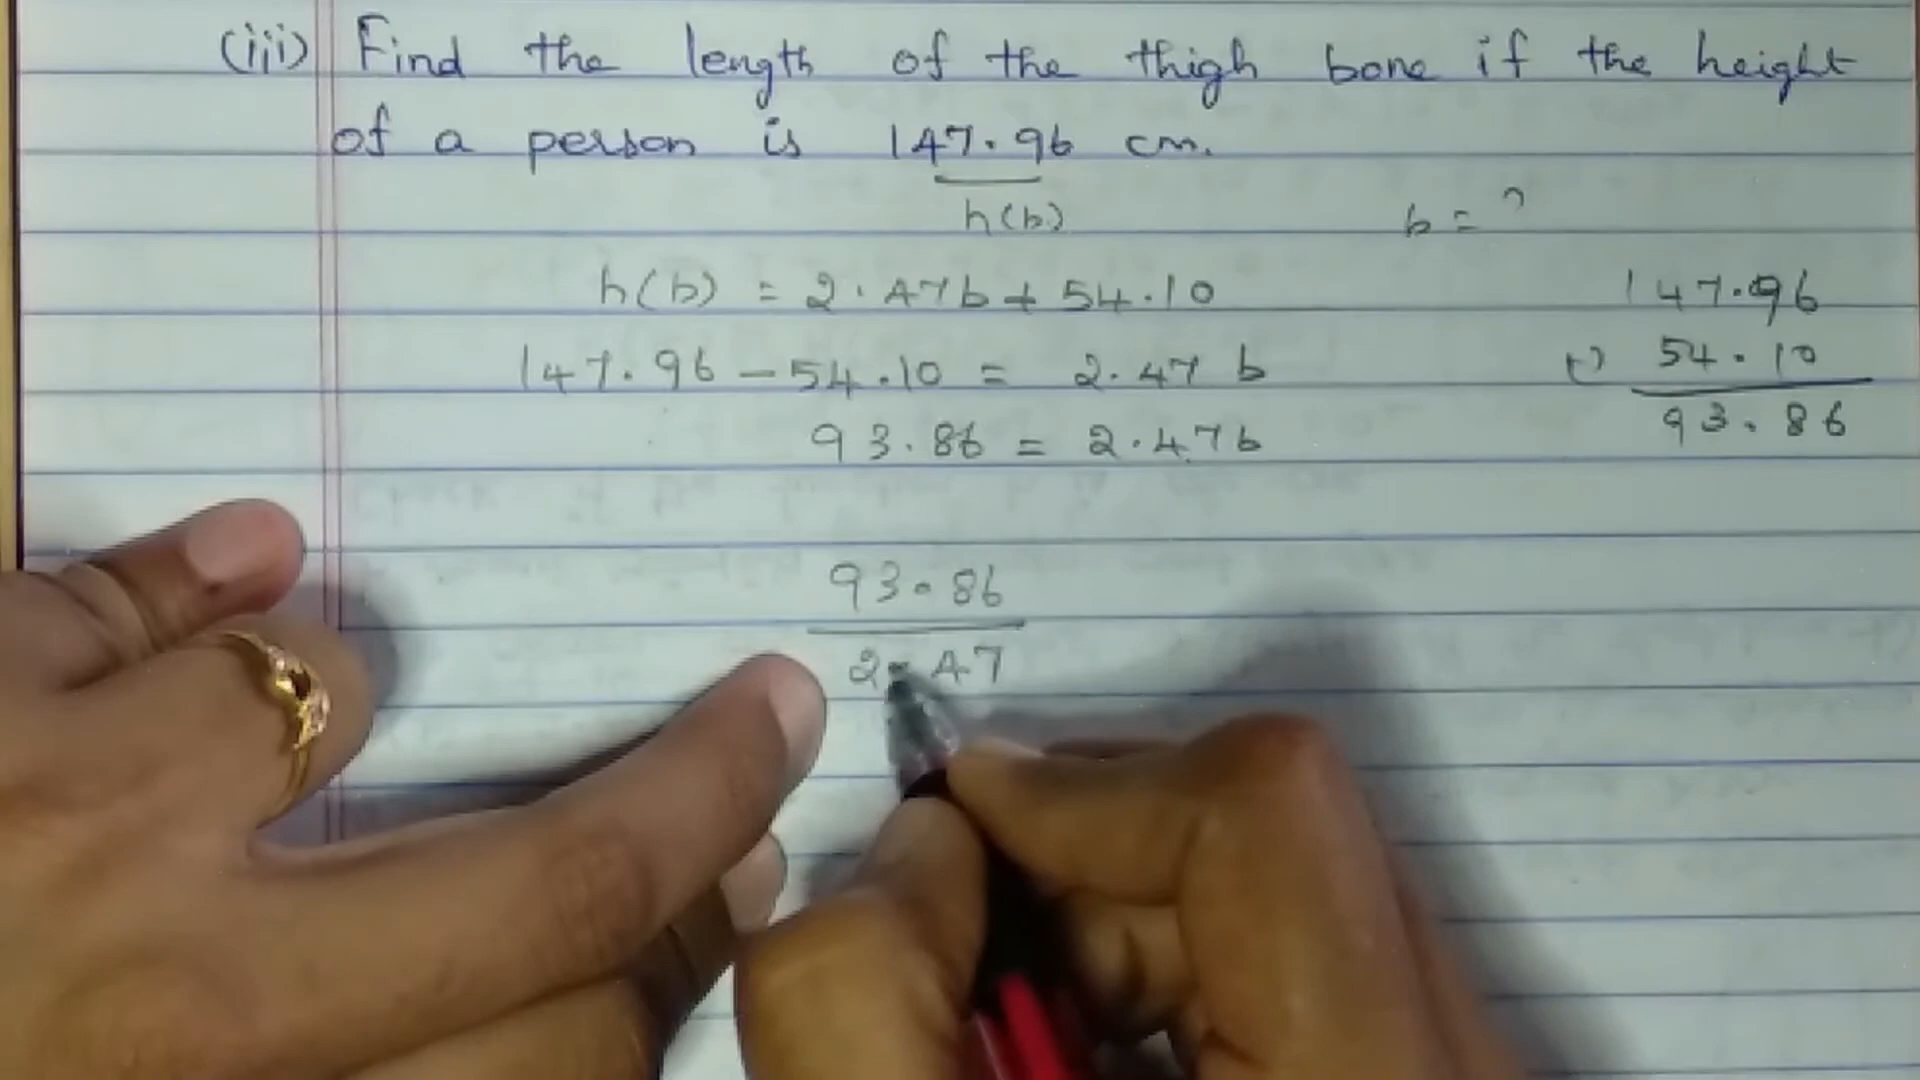 (iii) Find the length of the thigh bone if the height
of a person is 147.96 cm.
h(b)
b = ?
h(b) = 2.47b + 54.10
147.96 - 54.10 = 2.47 b
93.86 = 2.47b
147.96
(-) 54.10
93.86
93.86
2.47